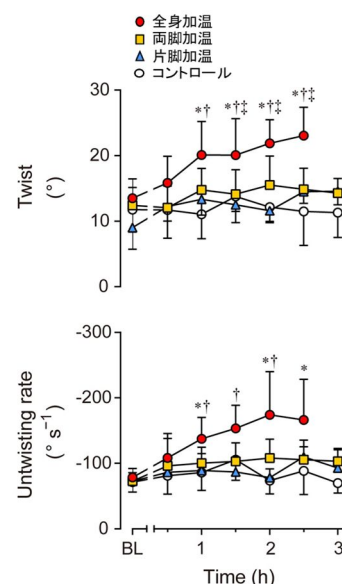 全身加温
両脚加温
片脚加温
コントロール
*† *†‡ *†‡ *†‡
30
20
10
0
Twist
(°)
*† † *† *
-300
-200
-100
0
Untwisting rate
(° s⁻¹)
BL 1 2 3
Time (h)